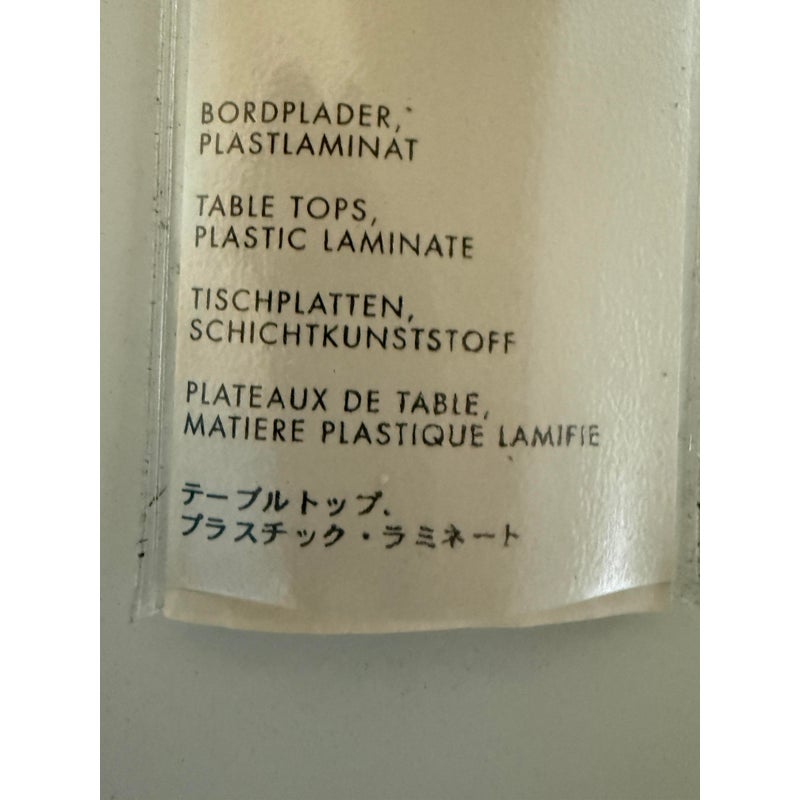 BORDPLADER,
PLASTLAMINAT
TABLE TOPS,
PLASTIC LAMINATE
TISCHPLATTEN,
SCHICHTKUNSTSTOFF
PLATEAUX DE TABLE,
MATIERE PLASTIQUE LAMIFIE
テーブルトップ.
プラスチック・ラミネート